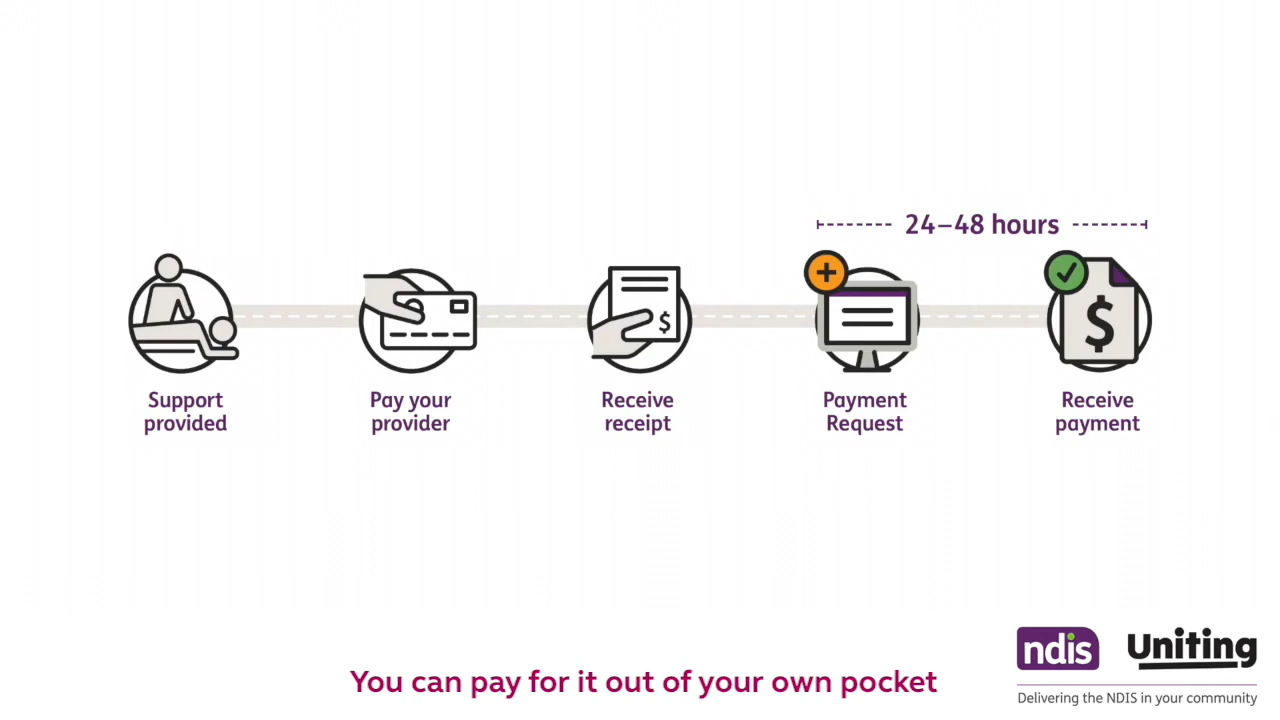 24–48 hours
$
$
Support
provided
Pay your
provider
Receive
receipt
Payment
Request
Receive
payment
You can pay for it out of your own pocket
ndis
Uniting
Delivering the NDIS in your community